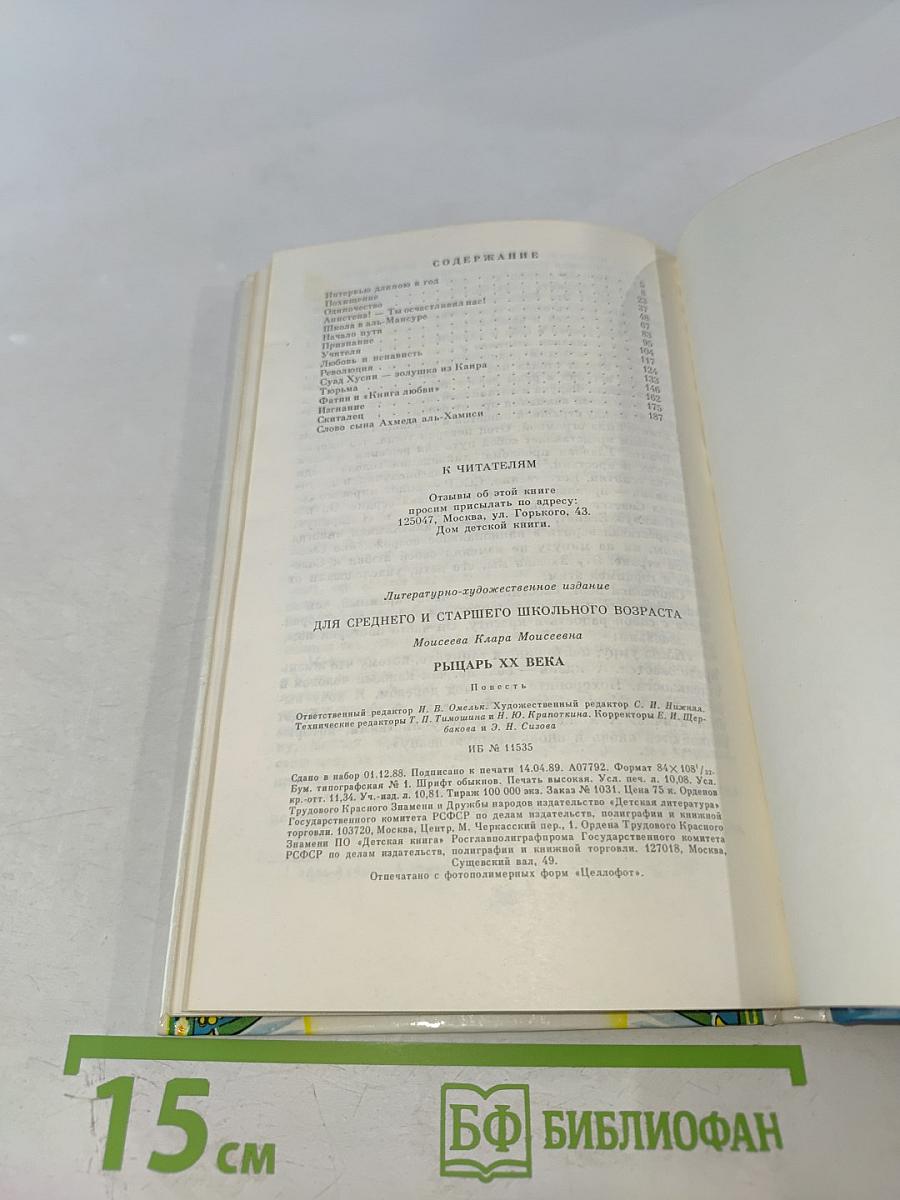 СОДЕРЖАНИЕ
Интервью длиною в год 5
Похищение 8
Одиночество 23
Анистена! — Ты осчастливил нас! 37
Школа в аль-Мансуре 48
Начало пути 67
Признание 83
Учителя 95
Любовь и ненависть 104
Революция 117
Суад Хусни — золушка из Каира 124
Тюрьма 133
Фатин и «Книга любви» 146
Изгнание 162
Скиталец 175
Слово сына Ахмеда аль-Хамиси 187
К ЧИТАТЕЛЯМ
Отзывы об этой книге
просим присылать по адресу:
125047, Москва, ул. Горького, 43.
Дом детской книги.
Литературно-художественное издание
ДЛЯ СРЕДНЕГО И СТАРШЕГО ШКОЛЬНОГО ВОЗРАСТА
Моисеева Клара Моисеевна
РЫЦАРЬ XX ВЕКА
Повесть
Ответственный редактор И. В. Омельк. Художественный редактор С. И. Нижняя.
Технические редакторы Т. П. Тимошина и Н. Ю. Крапоткина. Корректоры Е. И. Щер-
бакова и Э. Н. Сизова
ИБ № 11535
Сдано в набор 01.12.88. Подписано к печати 14.04.89. А07792. Формат 84×108¹/₃₂.
Бум. типографская № 1. Шрифт обыкнов. Печать высокая. Усл. печ. л. 10,08. Усл.
кр.-отт. 11,34. Уч.-изд. л. 10,81. Тираж 100 000 экз. Заказ № 1031. Цена 75 к. Орденов
Трудового Красного Знамени и Дружбы народов издательство «Детская литература»
Государственного комитета РСФСР по делам издательств, полиграфии и книжной
торговли. 103720, Москва, Центр, М. Черкасский пер., 1. Ордена Трудового Красного
Знамени ПО «Детская книга» Росглавполиграфпрома Государственного комитета
РСФСР по делам издательств, полиграфии и книжной торговли. 127018, Москва,
Сущевский вал, 49.
Отпечатано с фотополимерных форм «Целлофот».
15 см
БФ БИБЛИОФАН